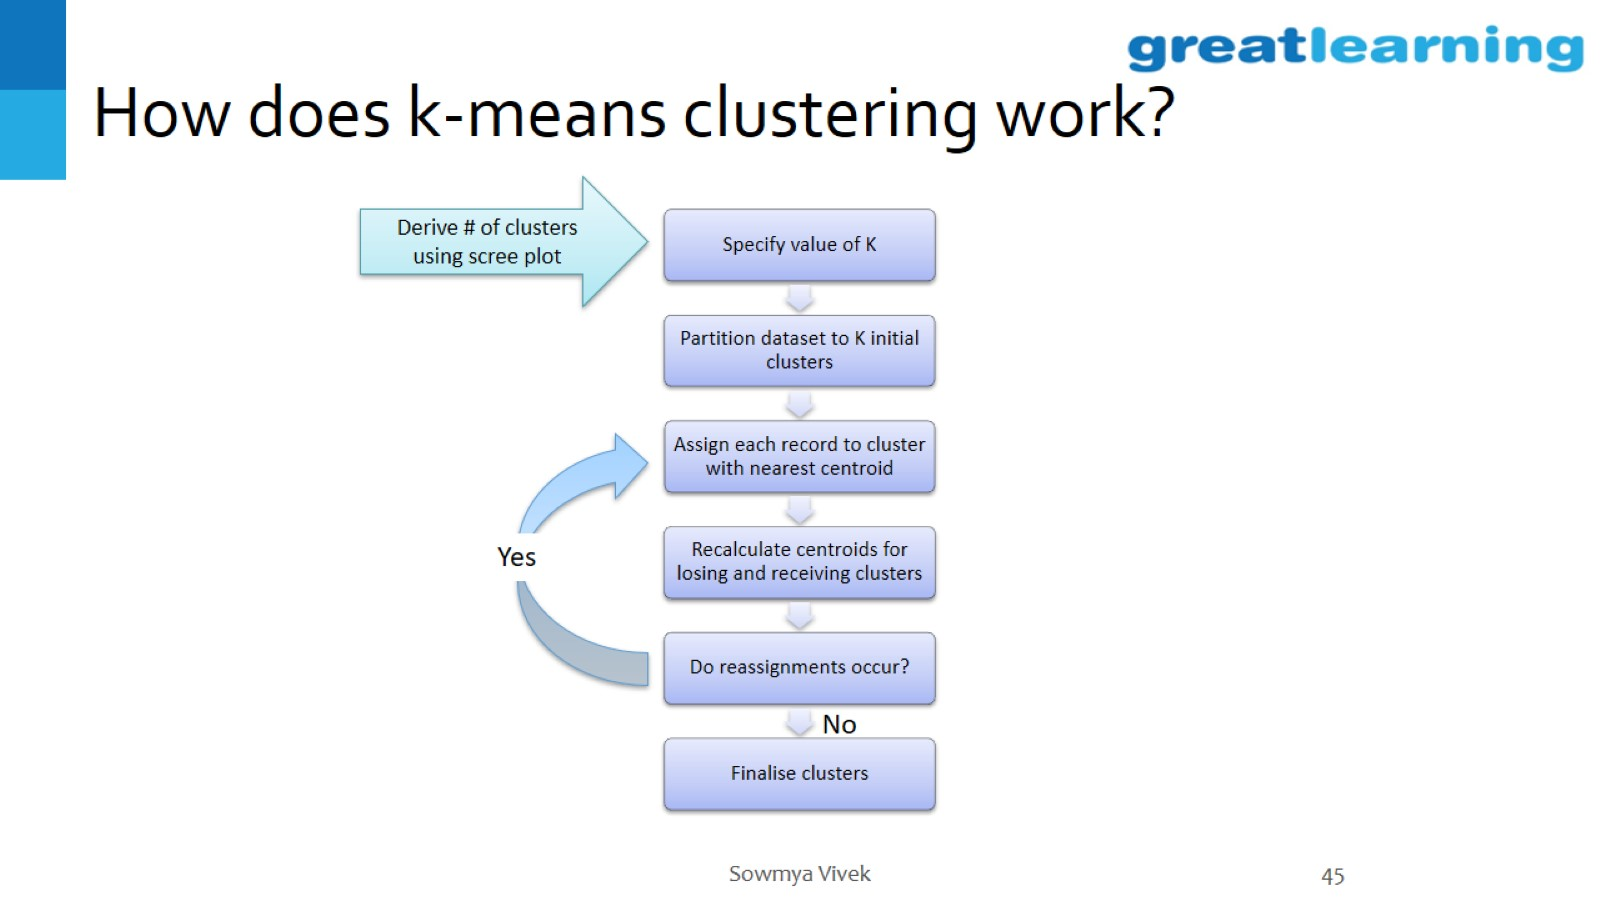 greatlearning
How does k-means clustering work?
Derive # of clusters
using scree plot
Specify value of K
Partition dataset to K initial
clusters
Assign each record to cluster
with nearest centroid
Yes
Recalculate centroids for
losing and receiving clusters
Do reassignments occur?
No
Finalise clusters
Sowmya Vivek
45